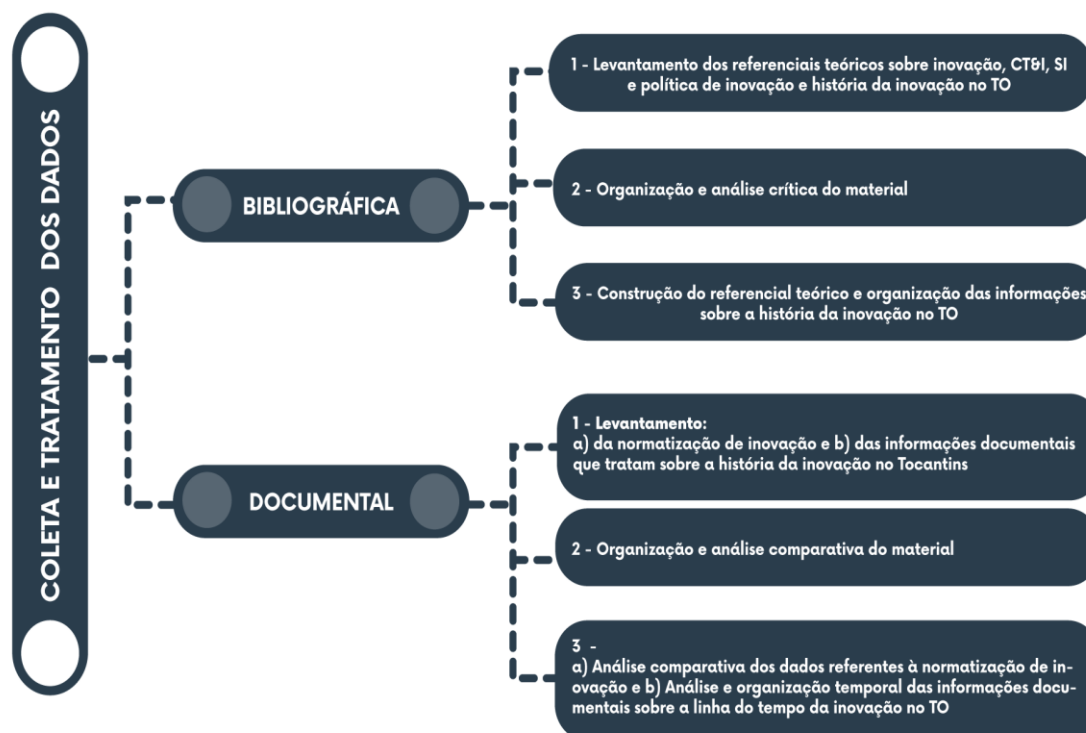 COLETA E TRATAMENTO DOS DADOS
BIBLIOGRÁFICA
1 - Levantamento dos referenciais teóricos sobre inovação, CT&I, SI
e política de inovação e história da inovação no TO
2 - Organização e análise crítica do material
3 - Construção do referencial teórico e organização das informações
sobre a história da inovação no TO
DOCUMENTAL
1 - Levantamento:
a) da normatização de inovação e b) das informações documentais
que tratam sobre a história da inovação no Tocantins
2 - Organização e análise comparativa do material
3 -
a) Análise comparativa dos dados referentes à normatização de in-
ovação e b) Análise e organização temporal das informações docu-
mentais sobre a linha do tempo da inovação no TO